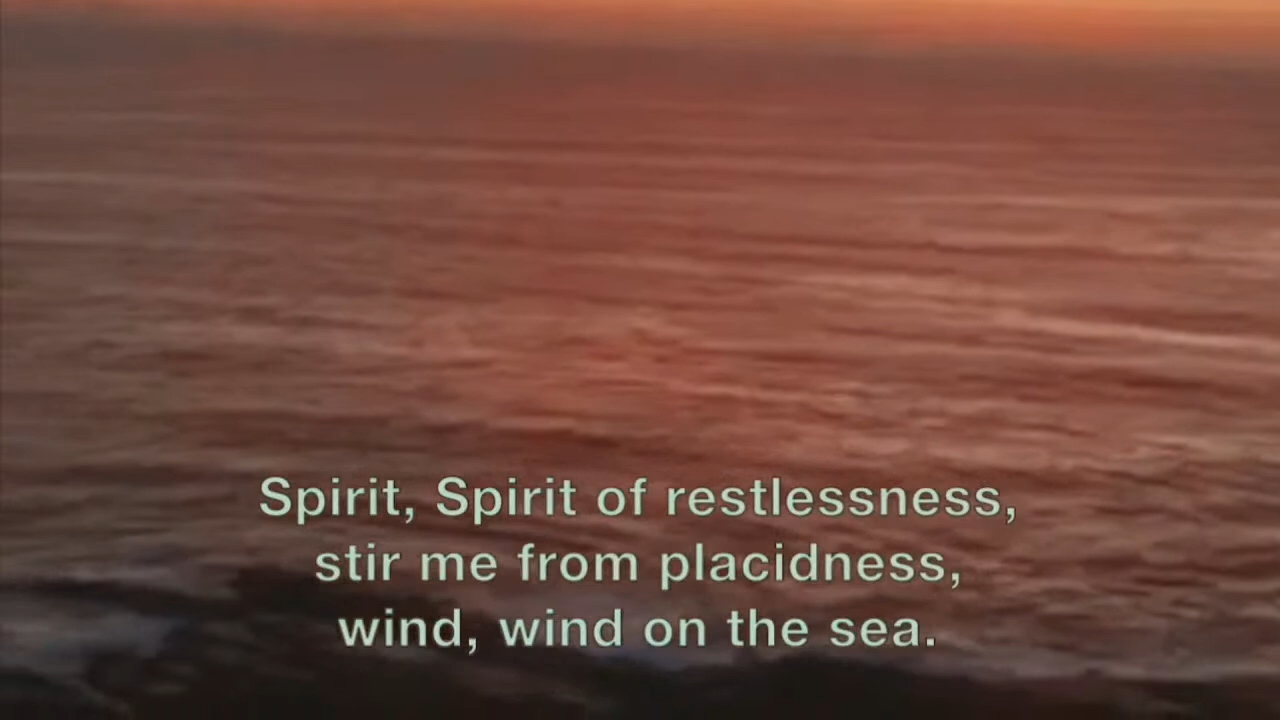 Spirit, Spirit of restlessness,
stir me from placidness,
wind, wind on the sea.